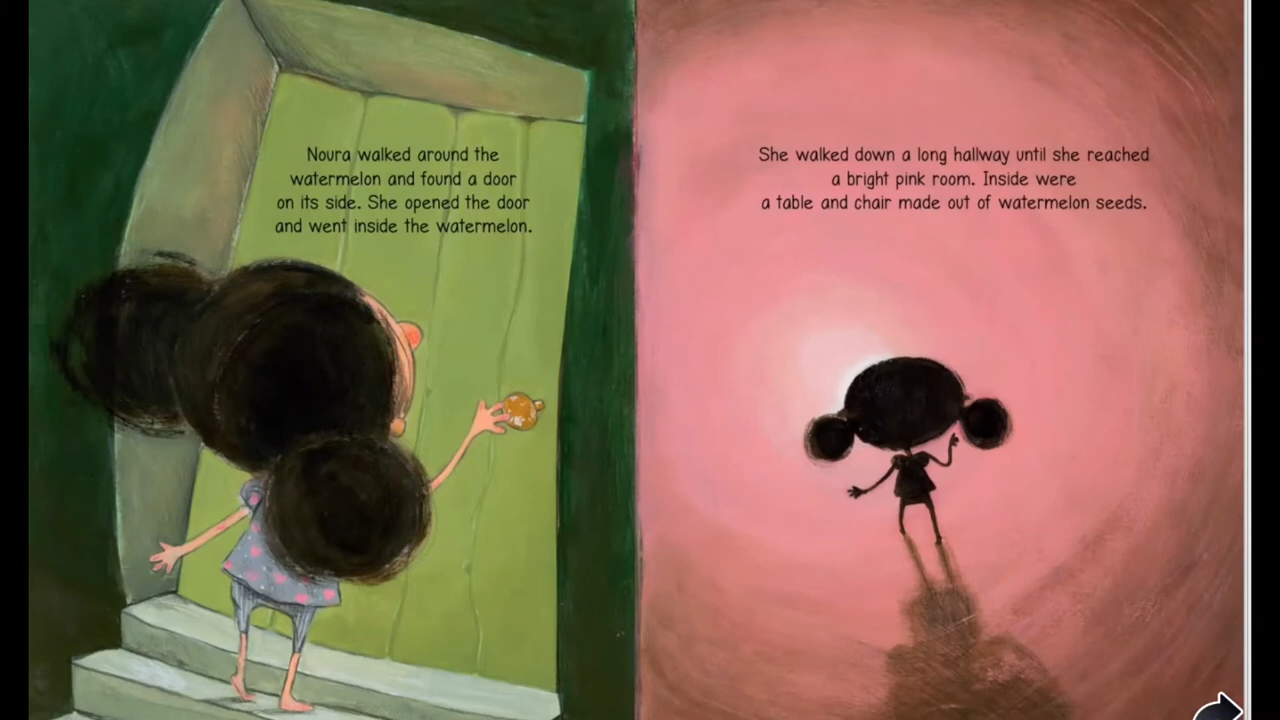 Noura walked around the
watermelon and found a door
on its side. She opened the door
and went inside the watermelon.
She walked down a long hallway until she reached
a bright pink room. Inside were
a table and chair made out of watermelon seeds.